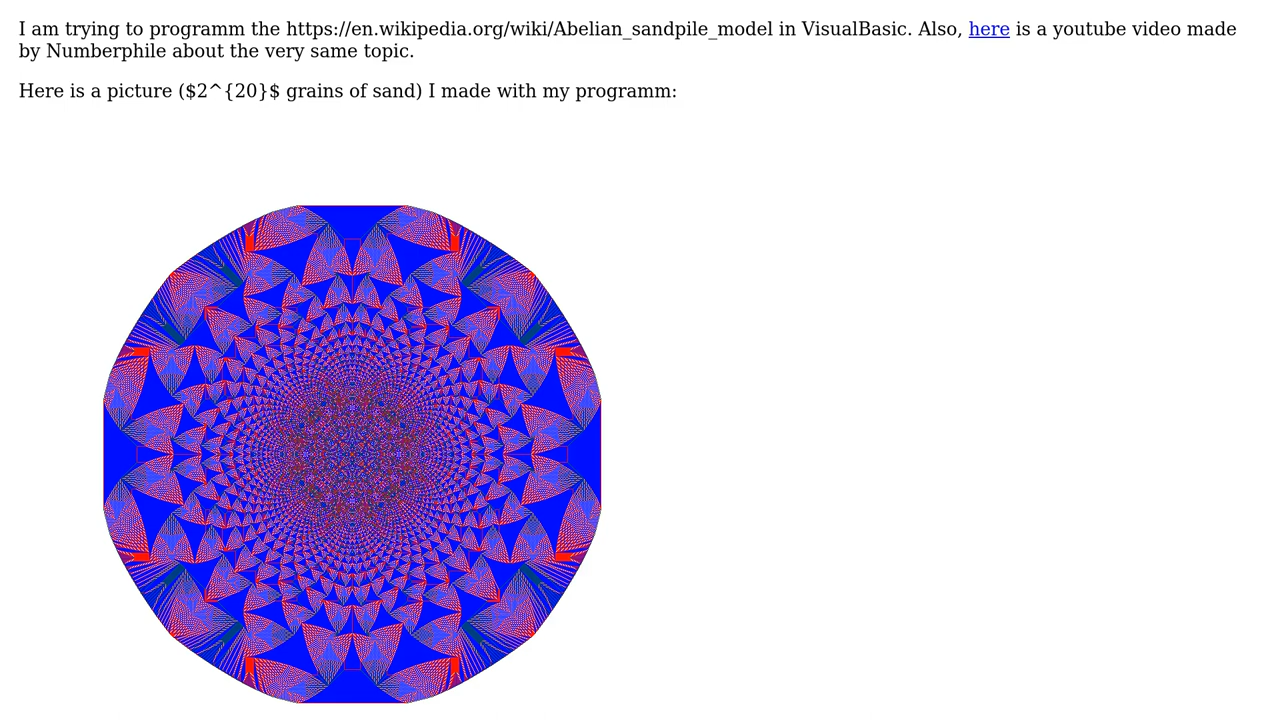 I am trying to programm the https://en.wikipedia.org/wiki/Abelian_sandpile_model in VisualBasic. Also, here is a youtube video made
by Numberphile about the very same topic.
Here is a picture ($2^{20}$ grains of sand) I made with my programm: